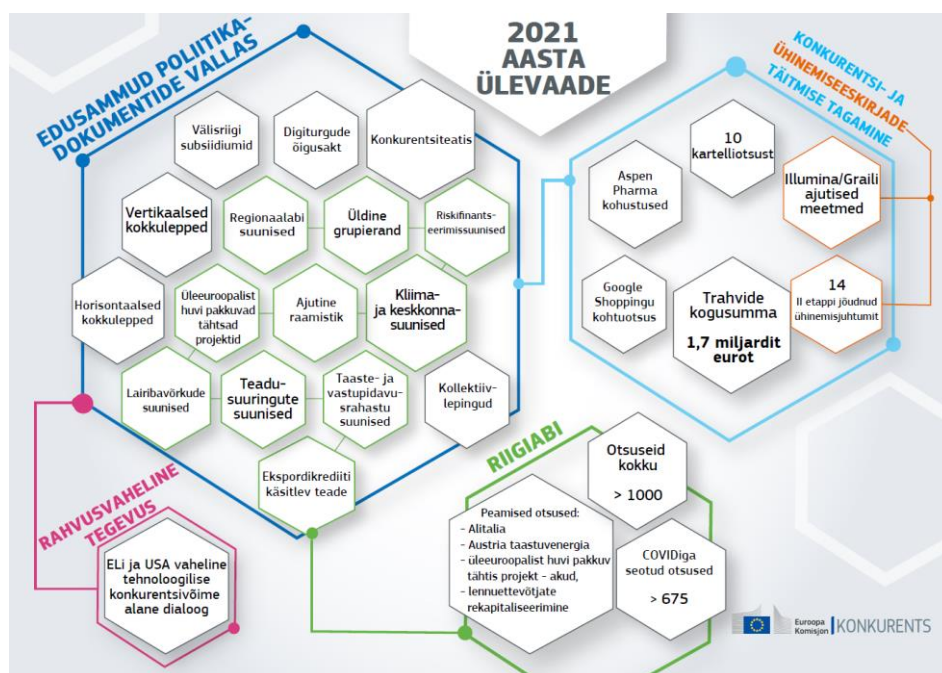 2021
AASTA
ÜLEVAADE
EDUSAMMUD POLIITIKA-
DOKUMENTIDE VALLAS
Välisriigi
subsiidiumid
Digiturgude
õigusakt
Konkurentsiteatis
Vertikaalsed
kokkulepped
Regionaalabi
suunised
Üldine
grupierand
Riskifinants-
eerimissuunised
Horisontaalsed
kokkulepped
Üleeuroopalist
huvi pakkuvad
tähtsad
projektid
Ajutine
raamistik
Kliima-
ja keskkonna-
suunised
Lairibavõrkude
suunised
Teadu-
suuringute
suunised
Taaste- ja
vastupidavu-
srahastu
suunised
Kollektiiv-
lepingud
Ekspordikrediiti
käsitlev teade
KONKURENTSI- JA
ÜHINEMISEESKIRJADE
TÄITMISE TAGAMINE
10
kartelliotsust
Aspen
Pharma
kohustused
Illumina/Graili
ajutised
meetmed
Google
Shoppingu
kohtuotsus
Trahvide
kogusumma
1,7 miljardit
eurot
14
II etappi jõudnud
ühinemisjuhtumit
RIIGIABI
Otsuseid
kokku
> 1000
Peamised otsused:
- Alitalia
- Austria taastuvenergia
- üleeuroopalist huvi pakkuv
tähtis projekt - akud,
- lennuettevõtjate
rekapitaliseerimine
COVIDiga
seotud otsused
> 675
RAHVUSVAHELINE
TEGEVUS
ELi ja USA vaheline
tehnoloogilise
konkurentsivõime
alane dialoog
Euroopa
Komisjon
KONKURENTS